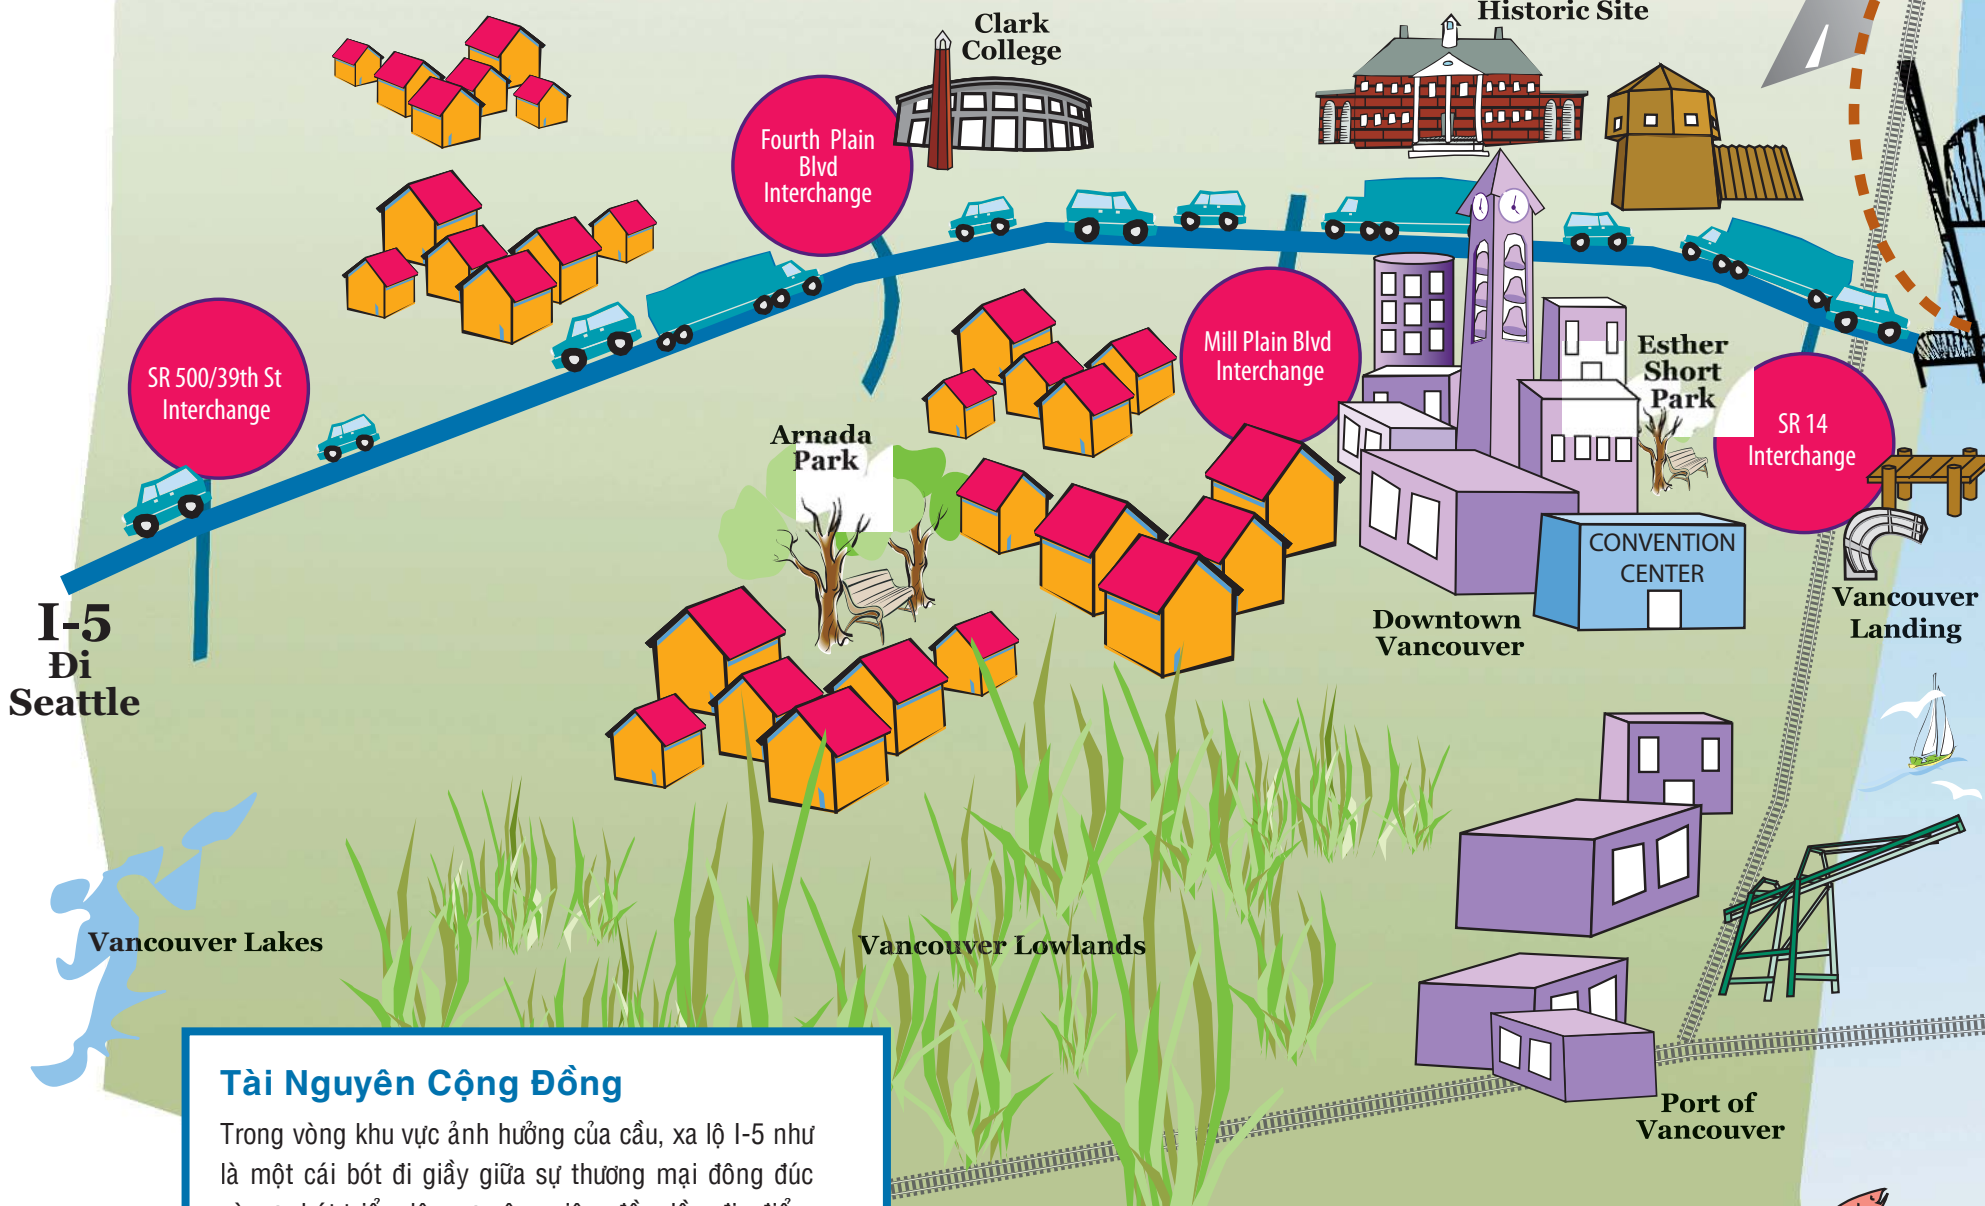 Historic Site
Clark
College
Fourth Plain
Blvd
Interchange
Mill Plain Blvd
Interchange
Esther
Short
Park
SR 500/39th St
Interchange
SR 14
Interchange
Arnada
Park
CONVENTION
CENTER
Vancouver
Landing
Downtown
Vancouver
I-5
Đi
Seattle
Vancouver Lakes
Vancouver Lowlands
Port of
Vancouver
Tài Nguyên Cộng Đồng
Trong vòng khu vực ảnh hưởng của cầu, xa lộ I-5 như
là một cái bót đi giầy giữa sự thương mại đông đúc